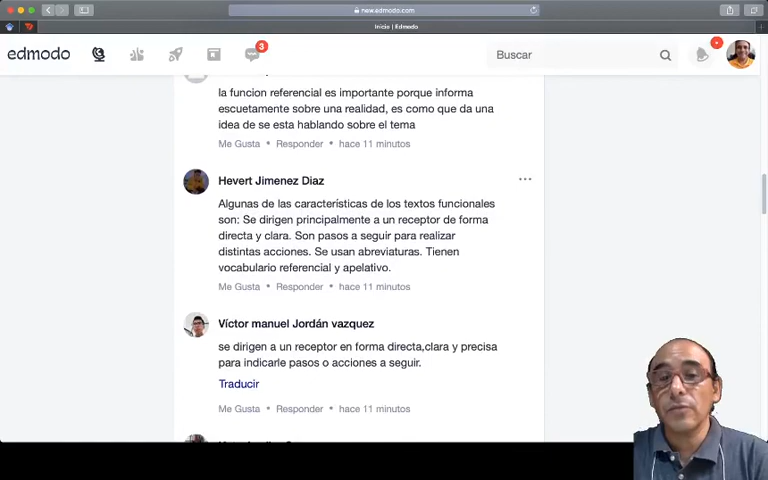 new.edmodo.com
Inicio | Edmodo
edmodo
3
Buscar
la funcion referencial es importante porque informa
escuetamente sobre una realidad, es como que da una
idea de se esta hablando sobre el tema
Me Gusta • Responder • hace 11 minutos
Hevert Jimenez Diaz
Algunas de las características de los textos funcionales
son: Se dirigen principalmente a un receptor de forma
directa y clara. Son pasos a seguir para realizar
distintas acciones. Se usan abreviaturas. Tienen
vocabulario referencial y apelativo.
Me Gusta • Responder • hace 11 minutos
Víctor manuel Jordán vazquez
se dirigen a un receptor en forma directa,clara y precisa
para indicarle pasos o acciones a seguir.
Traducir
Me Gusta • Responder • hace 11 minutos